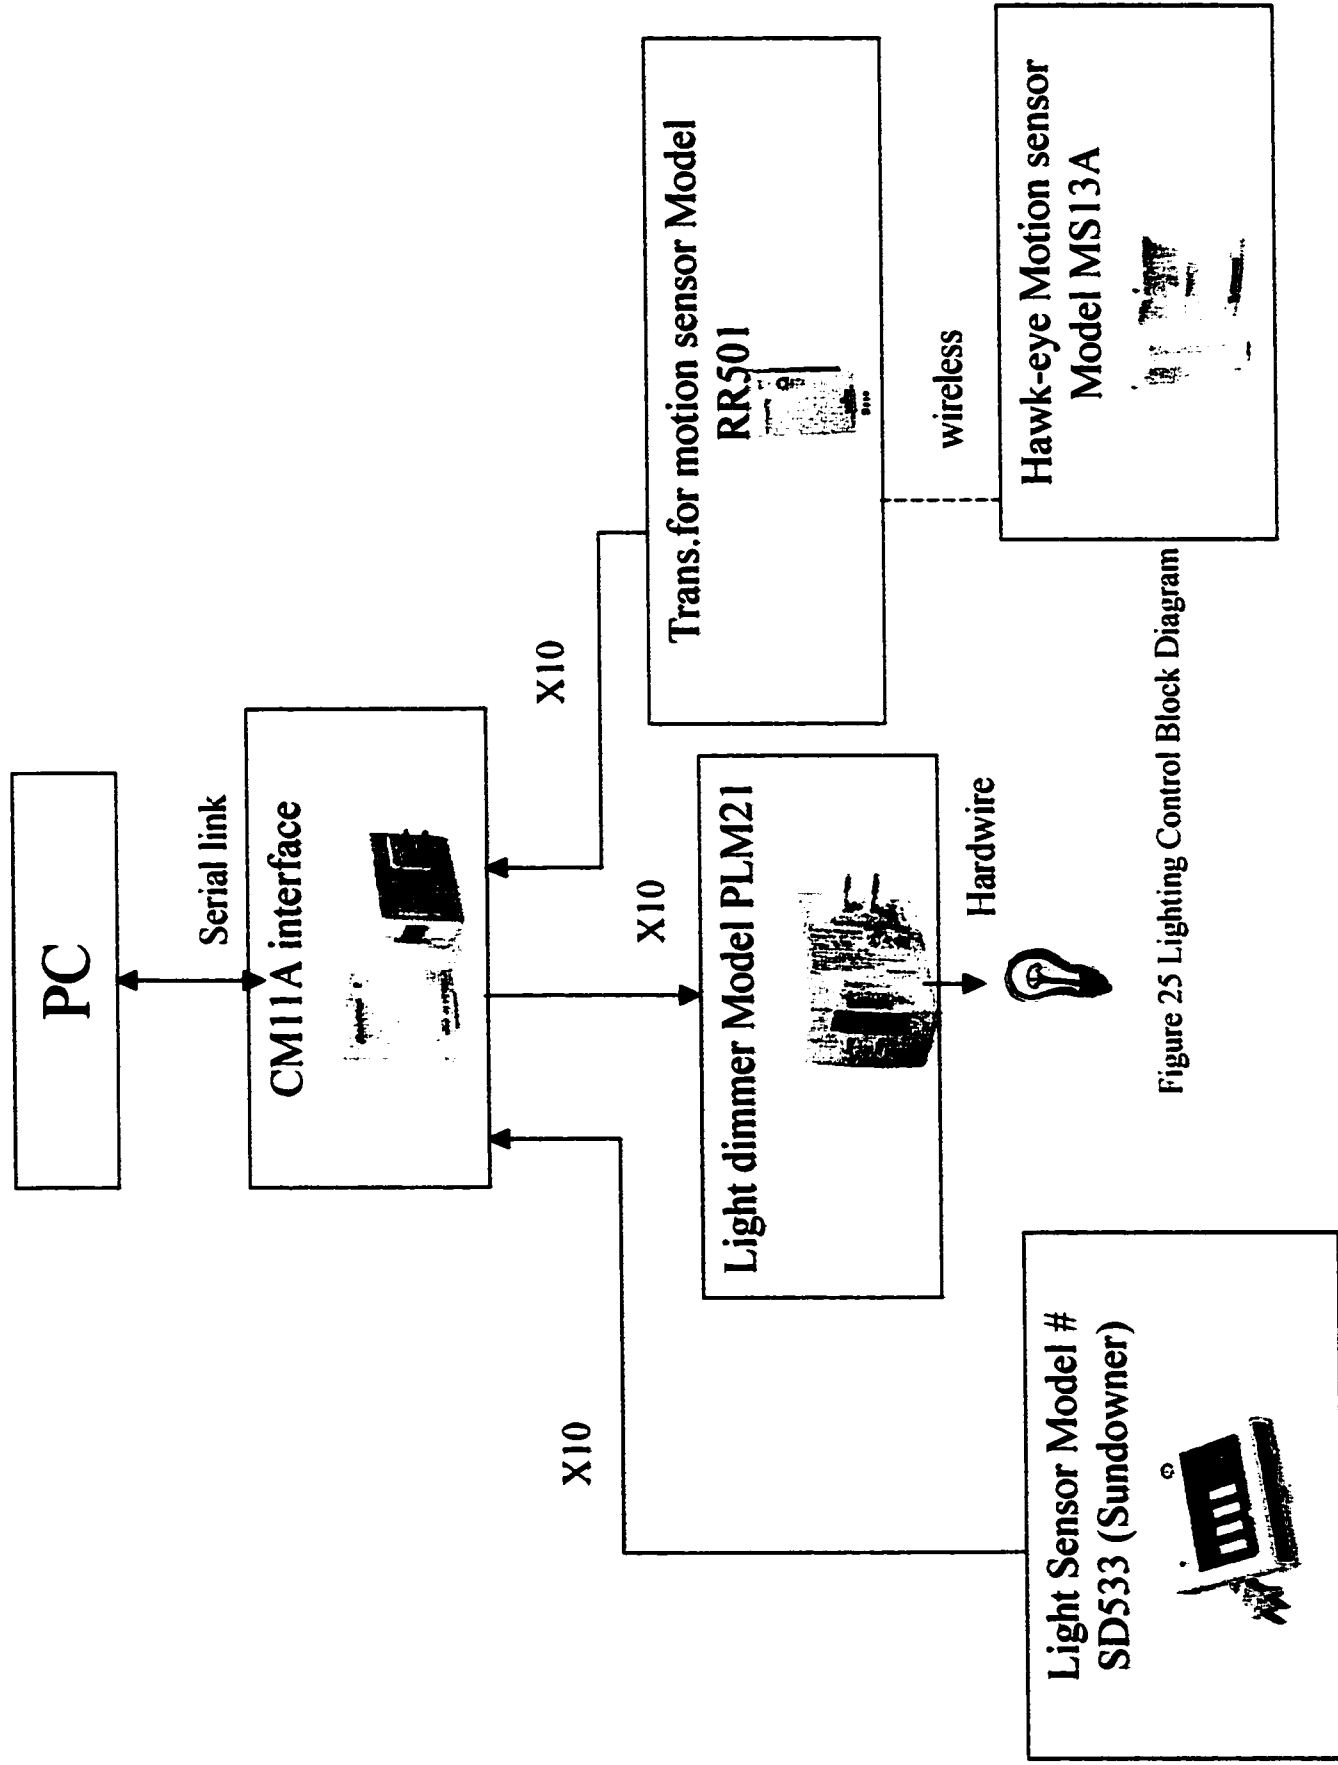 PC
Serial link
CM11A interface
X10
X10
X10
Trans.for motion sensor Model
RR501
Light dimmer Model PLM21
wireless
Hardwire
Light Sensor Model #
SD533 (Sundowner)
Hawk-eye Motion sensor
Model MS13A
Figure 25 Lighting Control Block Diagram